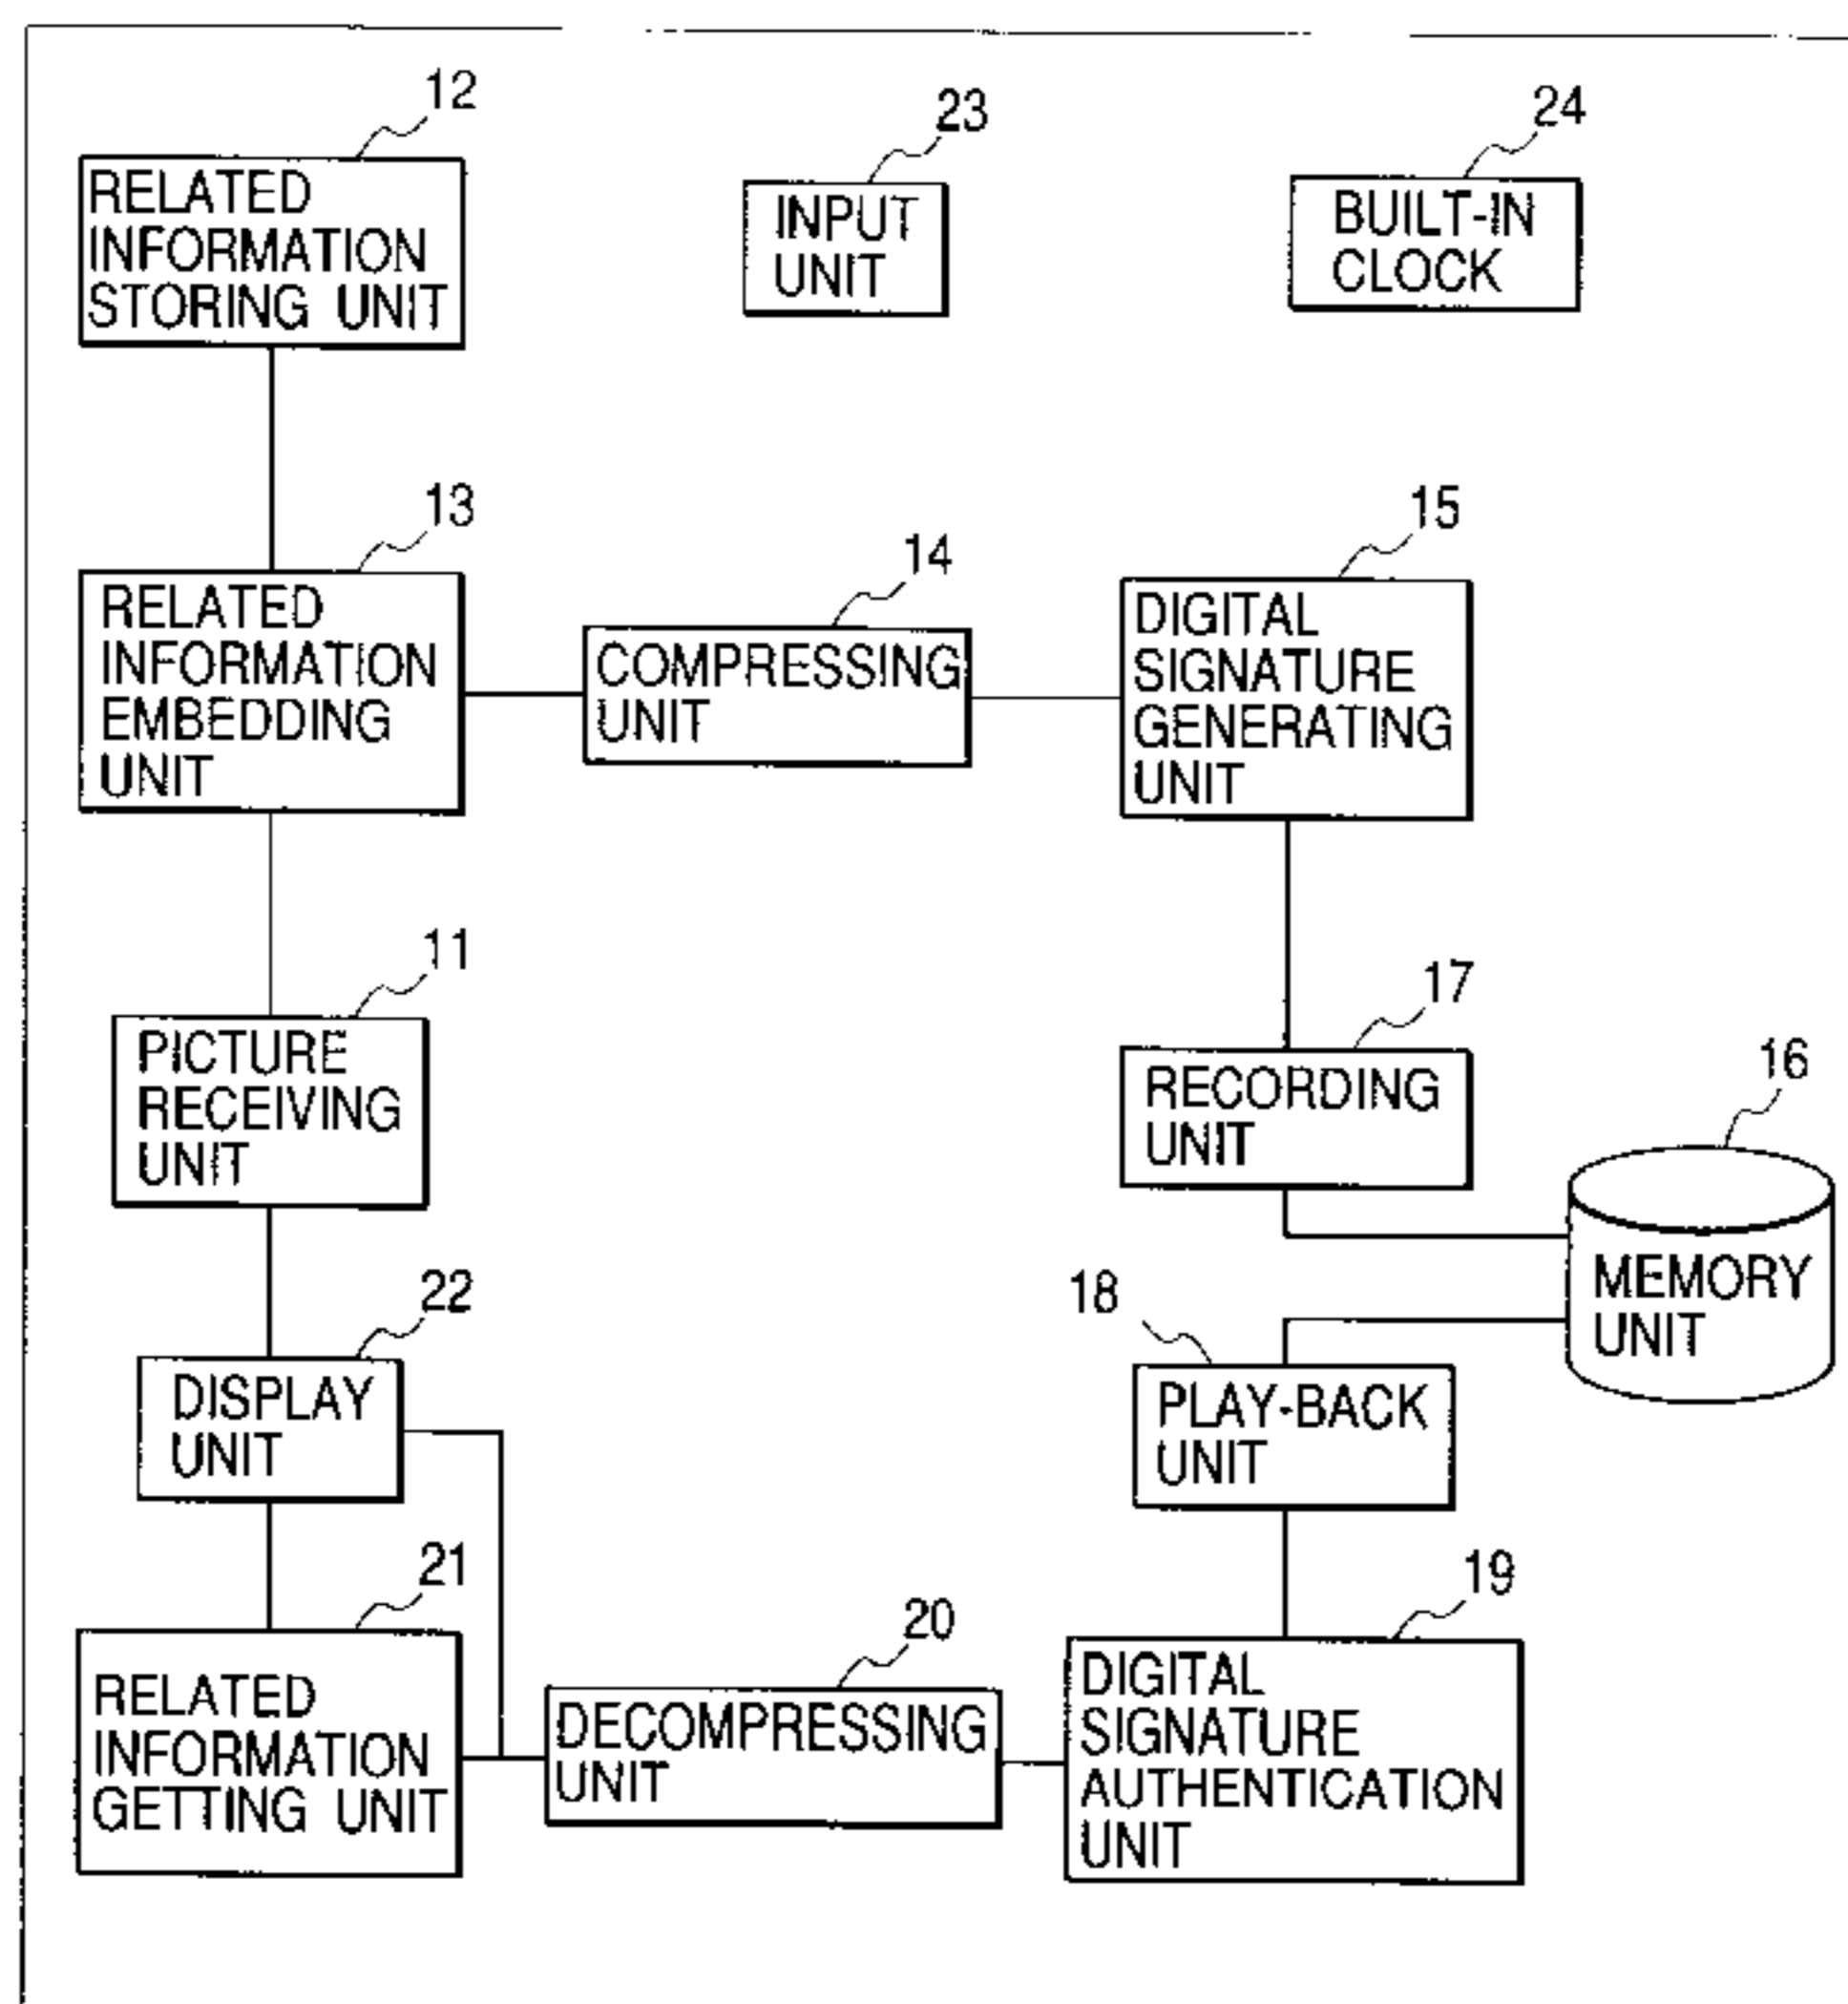 12
RELATED
INFORMATION
STORING UNIT
23
INPUT
UNIT
24
BUILT-IN
CLOCK
13
RELATED
INFORMATION
EMBEDDING
UNIT
14
COMPRESSING
UNIT
15
DIGITAL
SIGNATURE
GENERATING
UNIT
11
PICTURE
RECEIVING
UNIT
17
RECORDING
UNIT
16
MEMORY
UNIT
22
DISPLAY
UNIT
18
PLAY-BACK
UNIT
21
RELATED
INFORMATION
GETTING UNIT
20
DECOMPRESSING
UNIT
19
DIGITAL
SIGNATURE
AUTHENTICATION
UNIT